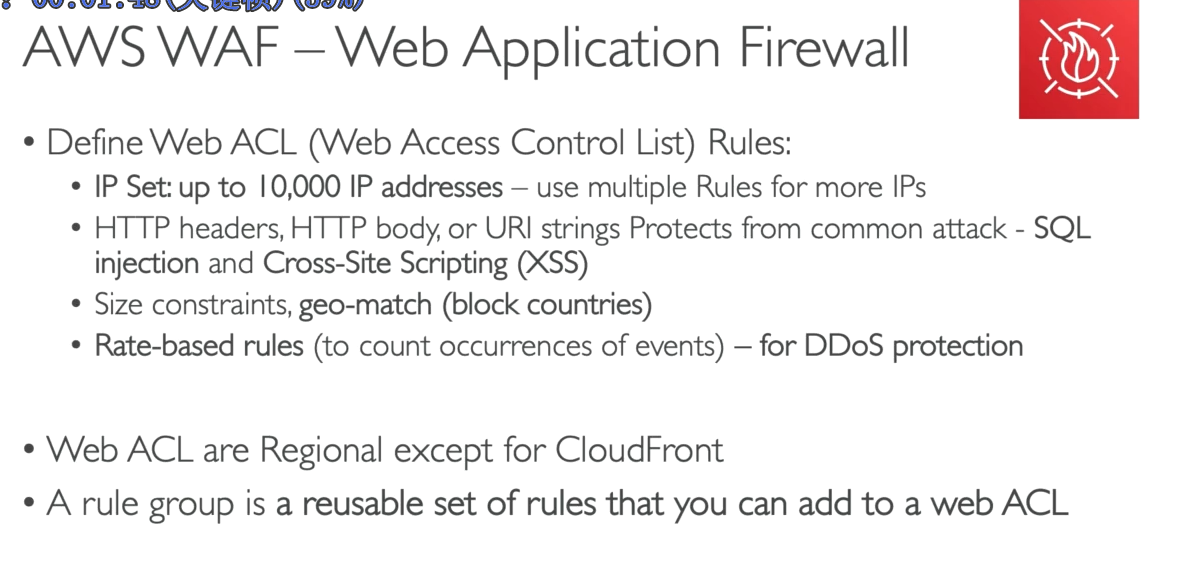 AWS WAF – Web Application Firewall
• Define Web ACL (Web Access Control List) Rules:
• IP Set: up to 10,000 IP addresses – use multiple Rules for more IPs
• HTTP headers, HTTP body, or URI strings Protects from common attack - SQL
injection and Cross-Site Scripting (XSS)
• Size constraints, geo-match (block countries)
• Rate-based rules (to count occurrences of events) – for DDoS protection
• Web ACL are Regional except for CloudFront
• A rule group is a reusable set of rules that you can add to a web ACL